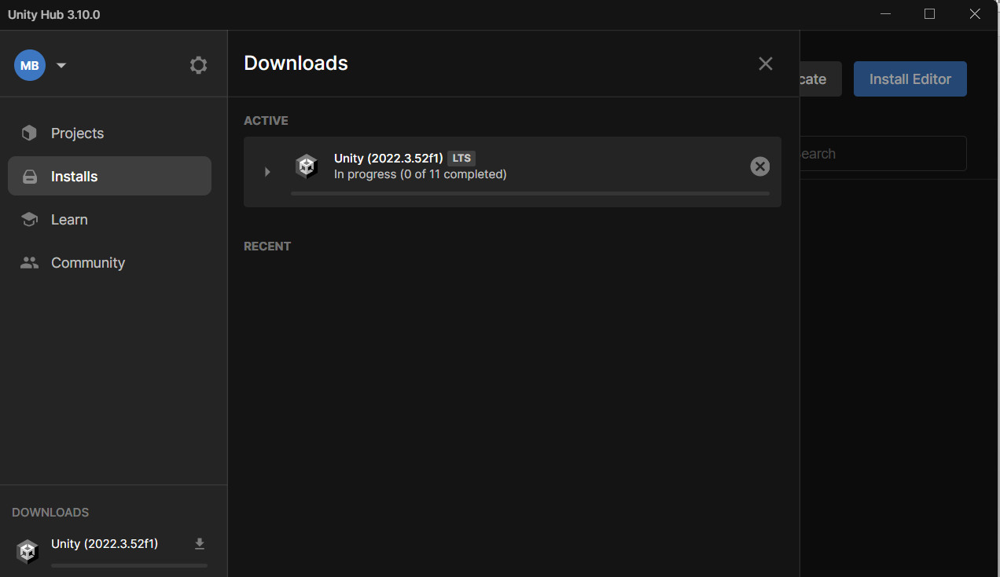 Unity Hub 3.10.0
MB
Projects
Installs
Learn
Community
DOWNLOADS
Unity (2022.3.52f1)
Downloads
ACTIVE
Unity (2022.3.52f1) LTS
In progress (0 of 11 completed)
RECENT
cate
Install Editor
earch